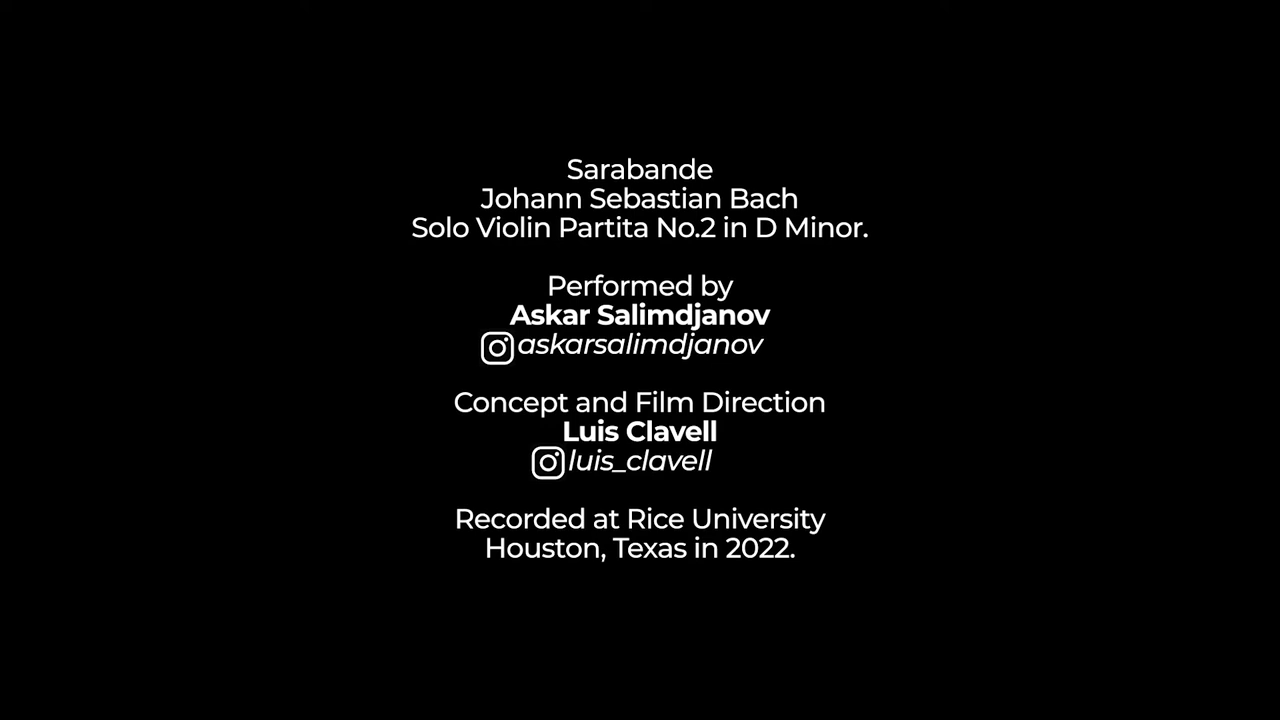 Sarabande
Johann Sebastian Bach
Solo Violin Partita No.2 in D Minor.
Performed by
Askar Salimdjanov
askarsalimdjanov
Concept and Film Direction
Luis Clavell
luis_clavell
Recorded at Rice University
Houston, Texas in 2022.